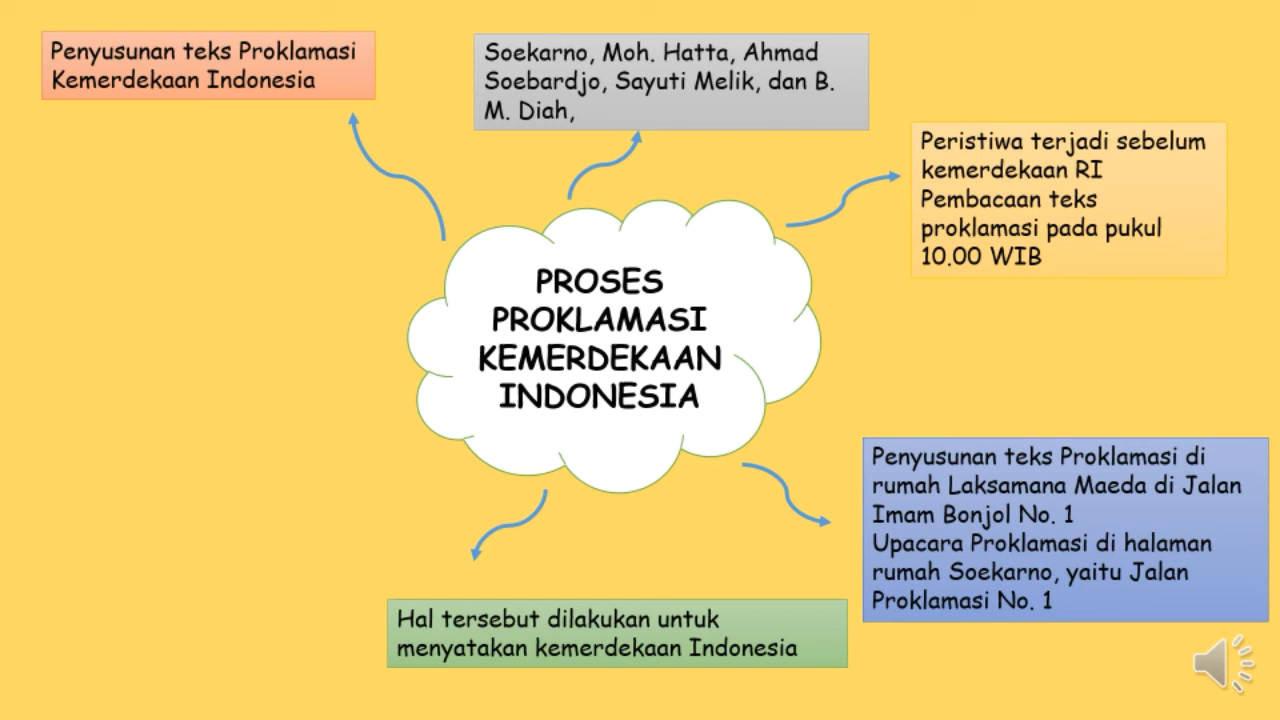 Penyusunan teks Proklamasi
Kemerdekaan Indonesia
Soekarno, Moh. Hatta, Ahmad
Soebardjo, Sayuti Melik, dan B.
M. Diah,
Peristiwa terjadi sebelum
kemerdekaan RI
Pembacaan teks
proklamasi pada pukul
10.00 WIB
PROSES
PROKLAMASI
KEMERDEKAAN
INDONESIA
Penyusunan teks Proklamasi di
rumah Laksamana Maeda di Jalan
Imam Bonjol No. 1
Upacara Proklamasi di halaman
rumah Soekarno, yaitu Jalan
Proklamasi No. 1
Hal tersebut dilakukan untuk
menyatakan kemerdekaan Indonesia